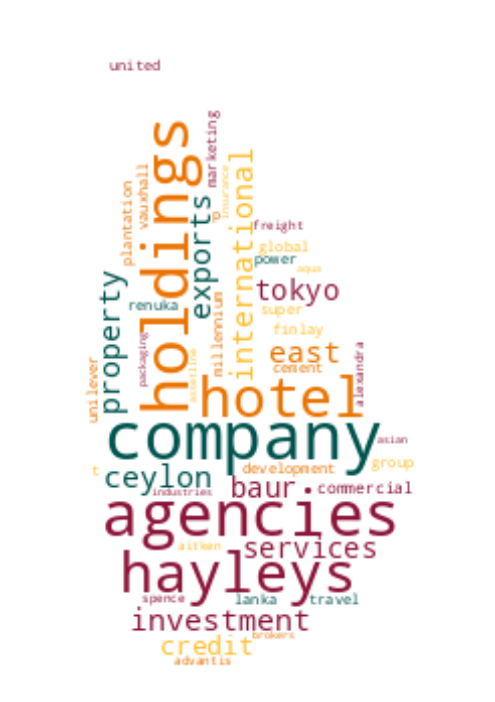 united
holdings
marketing
exports
insurance
p
vauxhall
plantation
international
freight
global
power
aqua
tokyo
property
renuka
millennium
super
finlay
packaging
assetline
east
cement
alexandra
unilever
hotel
company
asian
t
ceylon
development
group
industries
baur.
commercial
agencies
aitken
services
hayleys
spence
lanka
travel
investment
credit
brokers
advantis